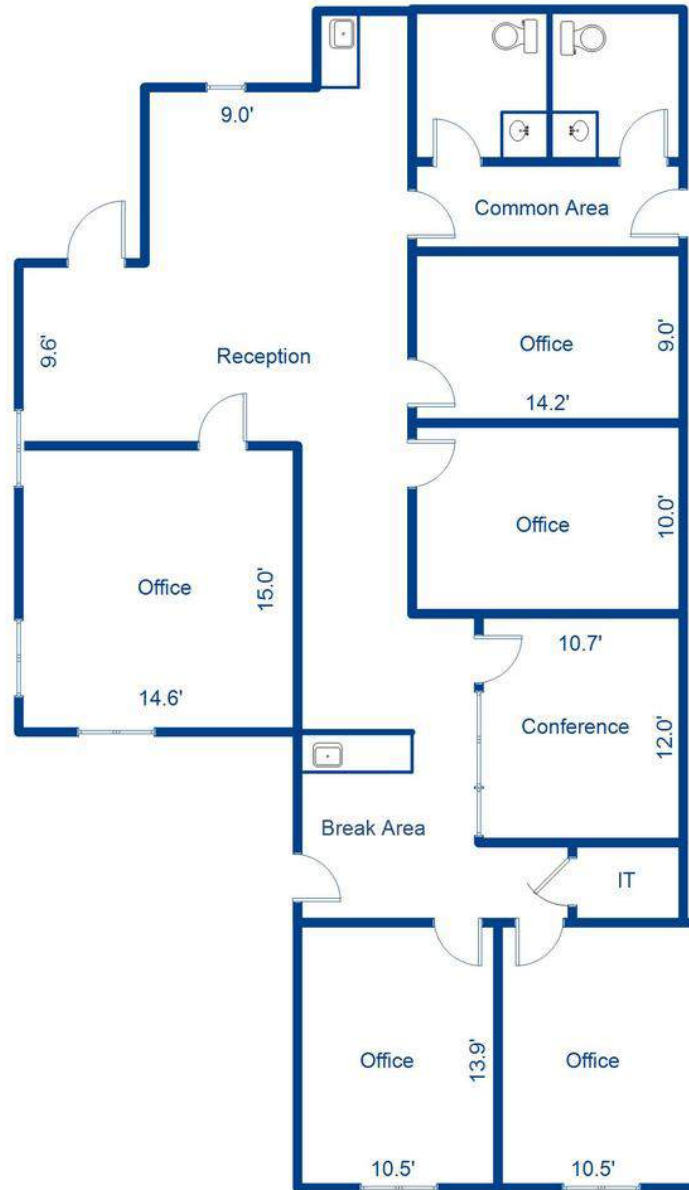 9.0'
Common Area
9.6'
Reception
Office
9.0'
14.2'
Office
10.0'
Office
15.0'
14.6'
10.7'
Conference
12.0'
Break Area
IT
Office
13.9'
10.5'
Office
10.5'